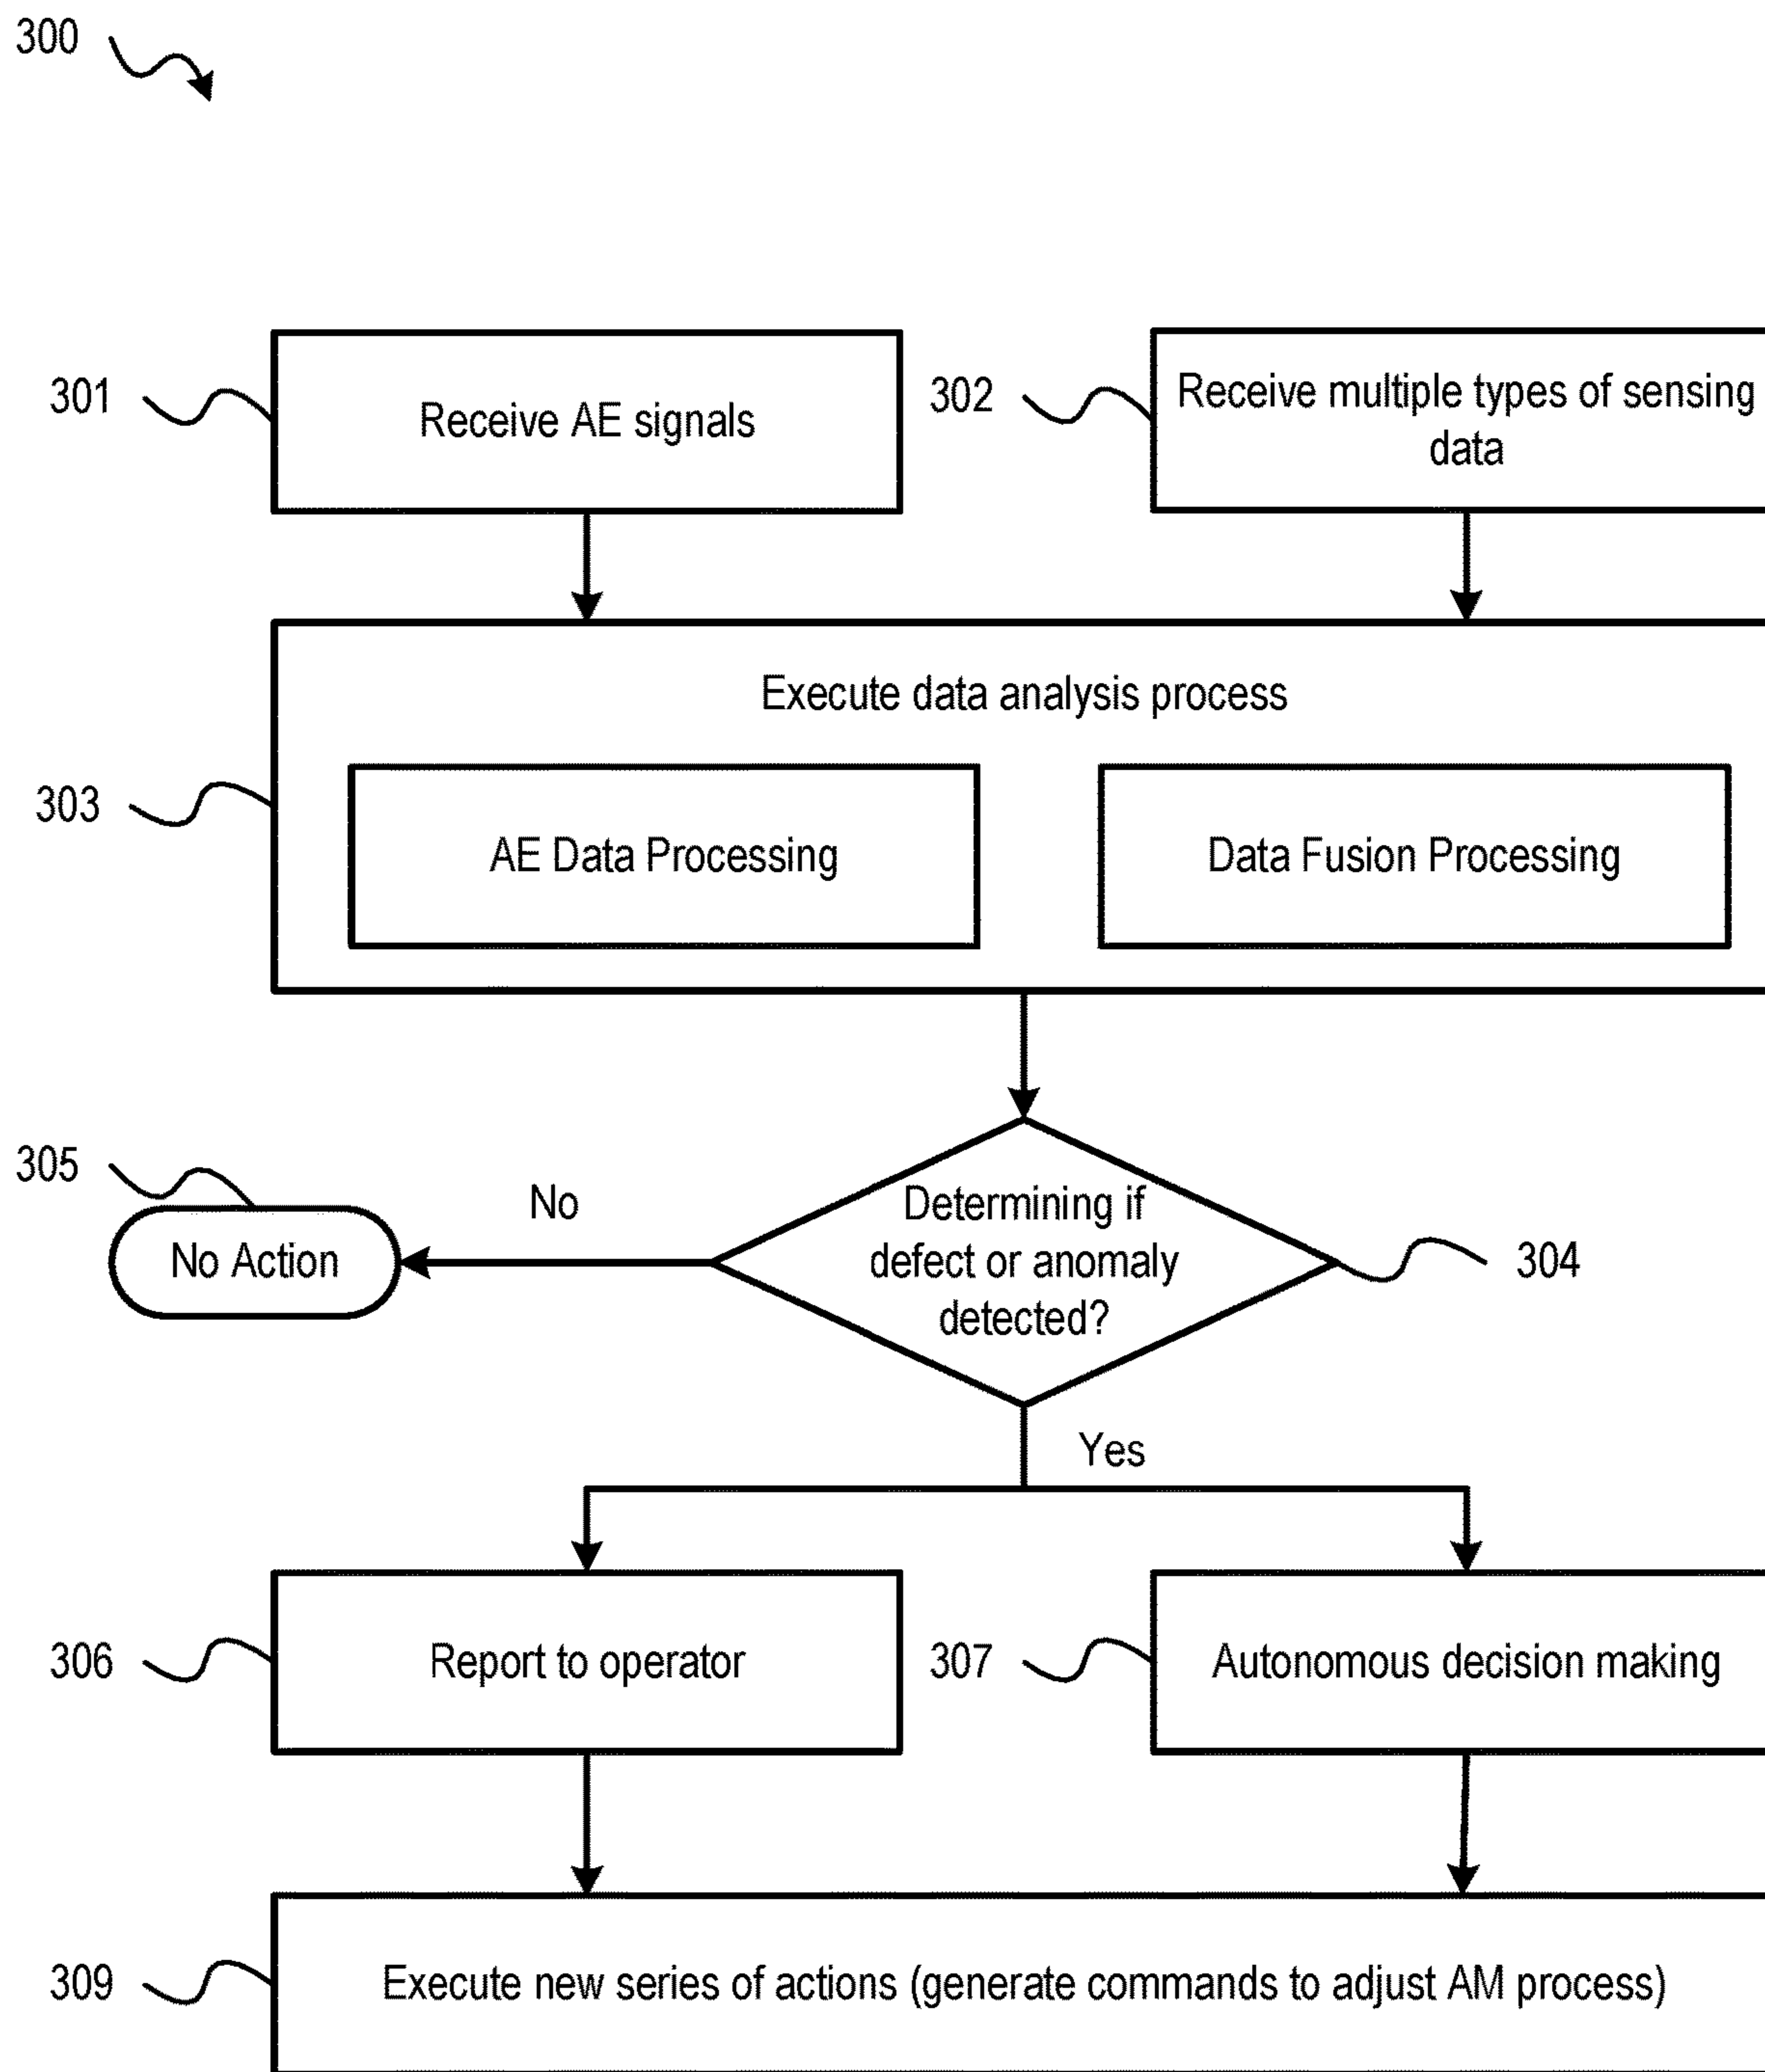 300
301
Receive AE signals
302
Receive multiple types of sensing
data
Execute data analysis process
303
AE Data Processing
Data Fusion Processing
305
No Action
No
Determining if
defect or anomaly
detected?
304
Yes
306
Report to operator
307
Autonomous decision making
309
Execute new series of actions (generate commands to adjust AM process)